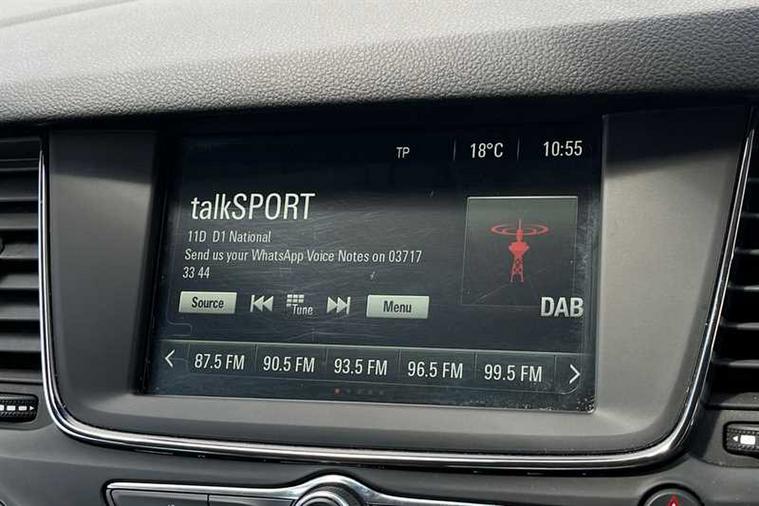 TP 18°C 10:55
talkSPORT
11D D1 National
Send us your WhatsApp Voice Notes on 03717
33 44
Source Tune Menu
DAB
87.5 FM 90.5 FM 93.5 FM 96.5 FM 99.5 FM